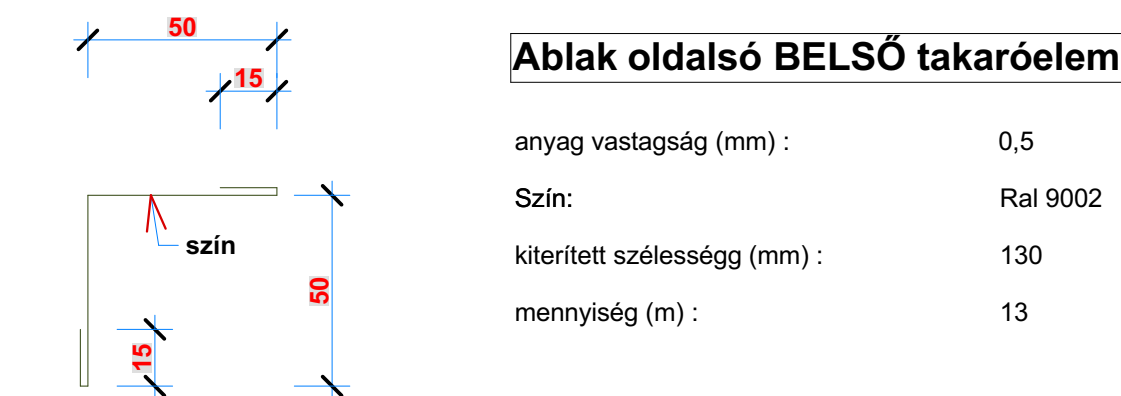 50
15
szín
50
15
Ablak oldalsó BELSŐ takaróelem
anyag vastagság (mm) : 0,5
Szín: Ral 9002
kiterített szélességg (mm) : 130
mennyiség (m) : 13